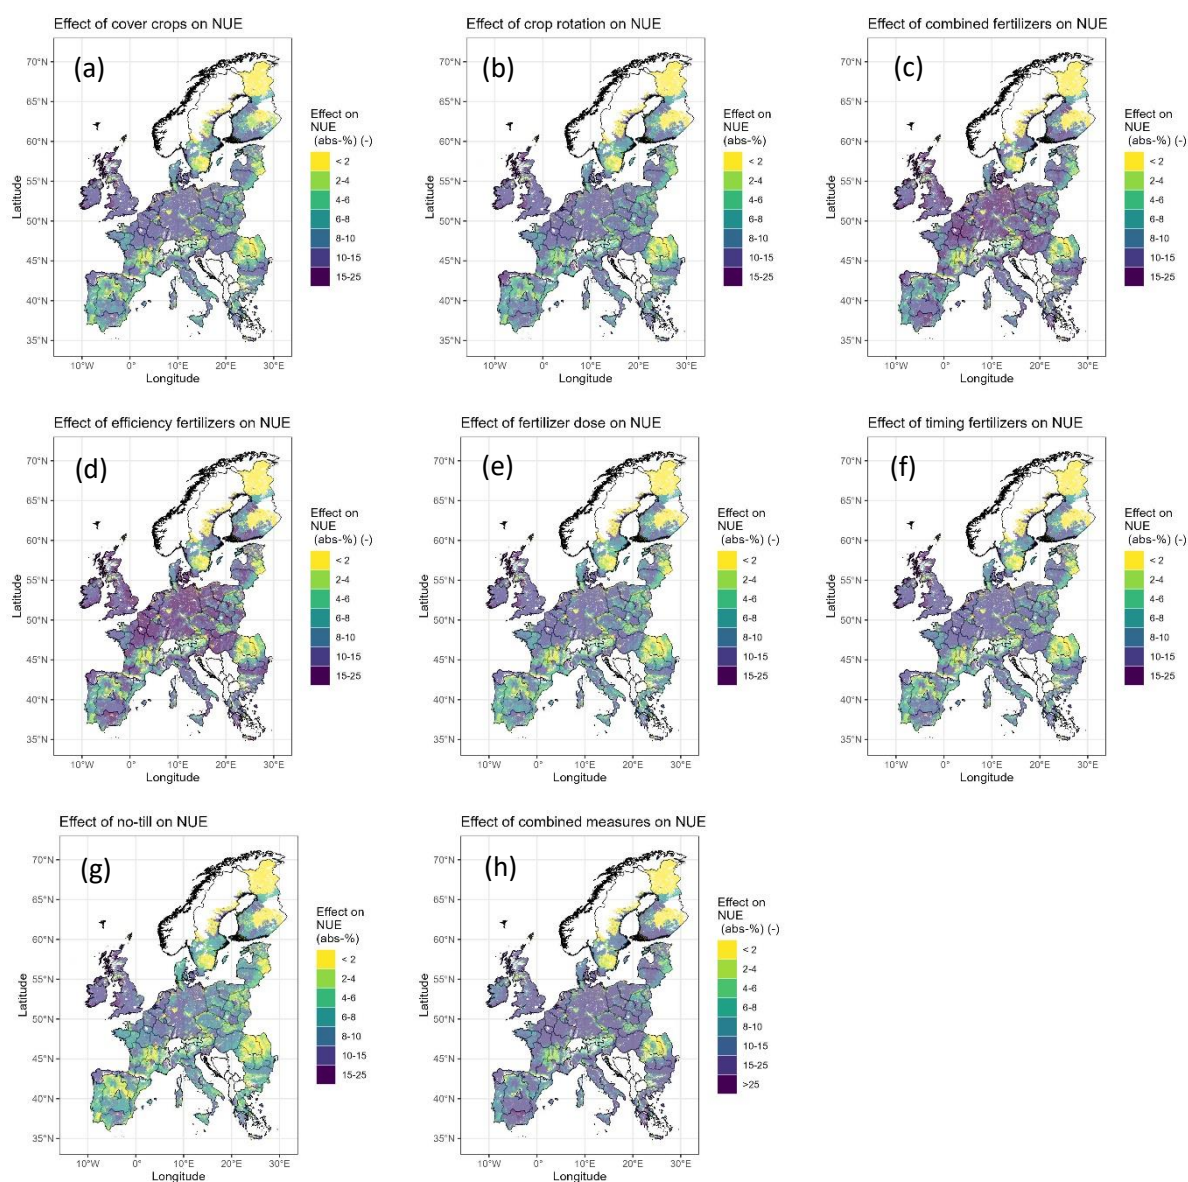 Effect of cover crops on NUE
(a)
70°N
65°N
60°N
55°N
50°N
45°N
40°N
35°N
Latitude
10°W 0° 10°E 20°E 30°E
Longitude
Effect on
NUE
(abs-%) (-)
< 2
2-4
4-6
6-8
8-10
10-15
15-25
Effect of crop rotation on NUE
(b)
70°N
65°N
60°N
55°N
50°N
45°N
40°N
35°N
Latitude
10°W 0° 10°E 20°E 30°E
Longitude
Effect on
NUE
(abs-%)
< 2
2-4
4-6
6-8
8-10
10-15
15-25
Effect of combined fertilizers on NUE
(c)
70°N
65°N
60°N
55°N
50°N
45°N
40°N
35°N
Latitude
10°W 0° 10°E 20°E 30°E
Longitude
Effect on
NUE
(abs-%) (-)
< 2
2-4
4-6
6-8
8-10
10-15
15-25
Effect of efficiency fertilizers on NUE
(d)
70°N
65°N
60°N
55°N
50°N
45°N
40°N
35°N
Latitude
10°W 0° 10°E 20°E 30°E
Longitude
Effect on
NUE
(abs-%) (-)
< 2
2-4
4-6
6-8
8-10
10-15
15-25
Effect of fertilizer dose on NUE
(e)
70°N
65°N
60°N
55°N
50°N
45°N
40°N
35°N
Latitude
10°W 0° 10°E 20°E 30°E
Longitude
Effect on
NUE
(abs-%) (-)
< 2
2-4
4-6
6-8
8-10
10-15
15-25
Effect of timing fertilizers on NUE
(f)
70°N
65°N
60°N
55°N
50°N
45°N
40°N
35°N
Latitude
10°W 0° 10°E 20°E 30°E
Longitude
Effect on
NUE
(abs-%) (-)
< 2
2-4
4-6
6-8
8-10
10-15
15-25
Effect of no-till on NUE
(g)
70°N
65°N
60°N
55°N
50°N
45°N
40°N
35°N
Latitude
10°W 0° 10°E 20°E 30°E
Longitude
Effect on
NUE
(abs-%)
< 2
2-4
4-6
6-8
8-10
10-15
15-25
Effect of combined measures on NUE
(h)
70°N
65°N
60°N
55°N
50°N
45°N
40°N
35°N
Latitude
10°W 0° 10°E 20°E 30°E
Longitude
Effect on
NUE
(abs-%) (-)
< 2
2-4
4-6
6-8
8-10
10-15
15-25
>25